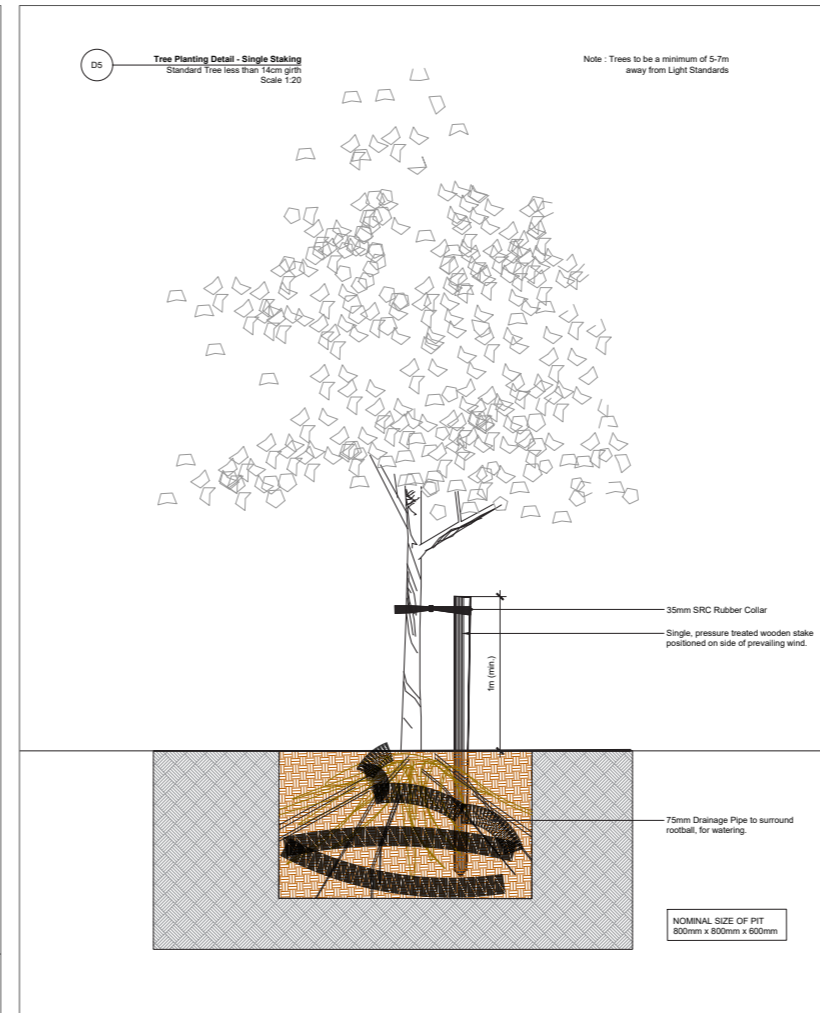 D5
Tree Planting Detail - Single Staking
Standard Tree less than 14cm girth
Scale 1:20
Note : Trees to be a minimum of 5-7m
away from Light Standards
35mm SRC Rubber Collar
Single, pressure treated wooden stake
positioned on side of prevailing wind.
1m (min.)
75mm Drainage Pipe to surround
rootball, for watering.
NOMINAL SIZE OF PIT
800mm x 800mm x 600mm